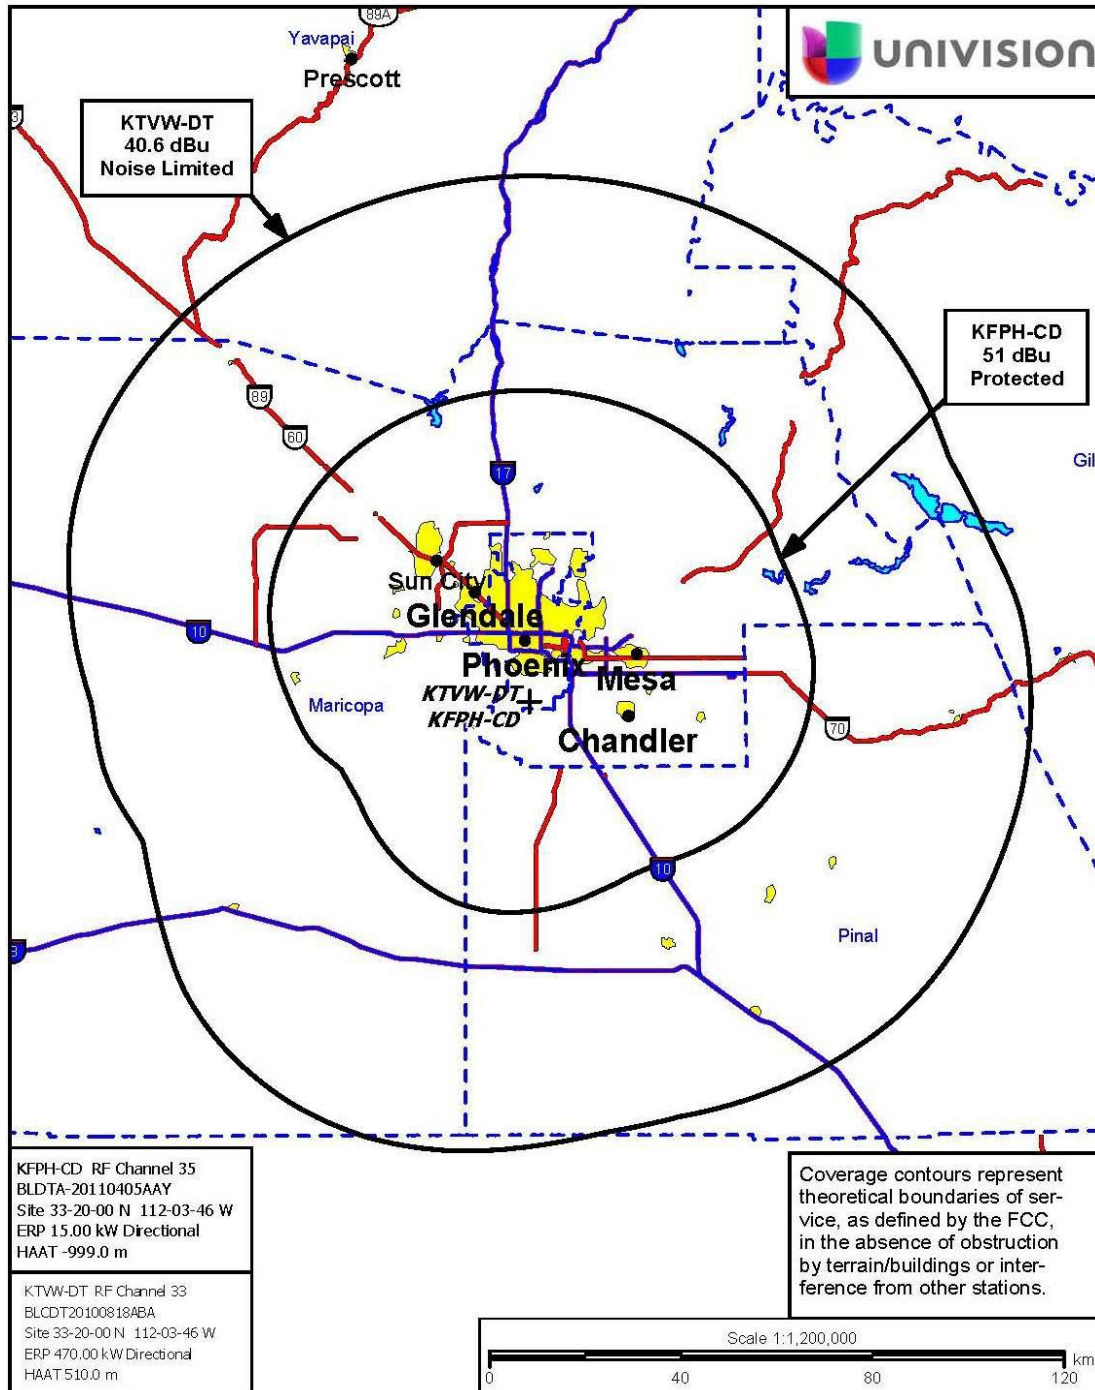 89A
Yavapai
Prescott
UNIVISION
3
KTVW-DT
40.6 dBu
Noise Limited
KFPH-CD
51 dBu
Protected
89
60
17
Gil
Sun City
Glendale
10
Phoenix
Mesa
KTVW-DT
KFPH-CD
Maricopa
Chandler
70
10
Pinal
8
KFPH-CD RF Channel 35
BLDTA-20110405AAY
Site 33-20-00 N 112-03-46 W
ERP 15.00 kW Directional
HAAT -999.0 m
KTVW-DT RF Channel 33
BLCDT20100818ABA
Site 33-20-00 N 112-03-46 W
ERP 470.00 kW Directional
HAAT 510.0 m
Coverage contours represent
theoretical boundaries of ser-
vice, as defined by the FCC,
in the absence of obstruction
by terrain/buildings or inter-
ference from other stations.
Scale 1:1,200,000
km
0 40 80 120